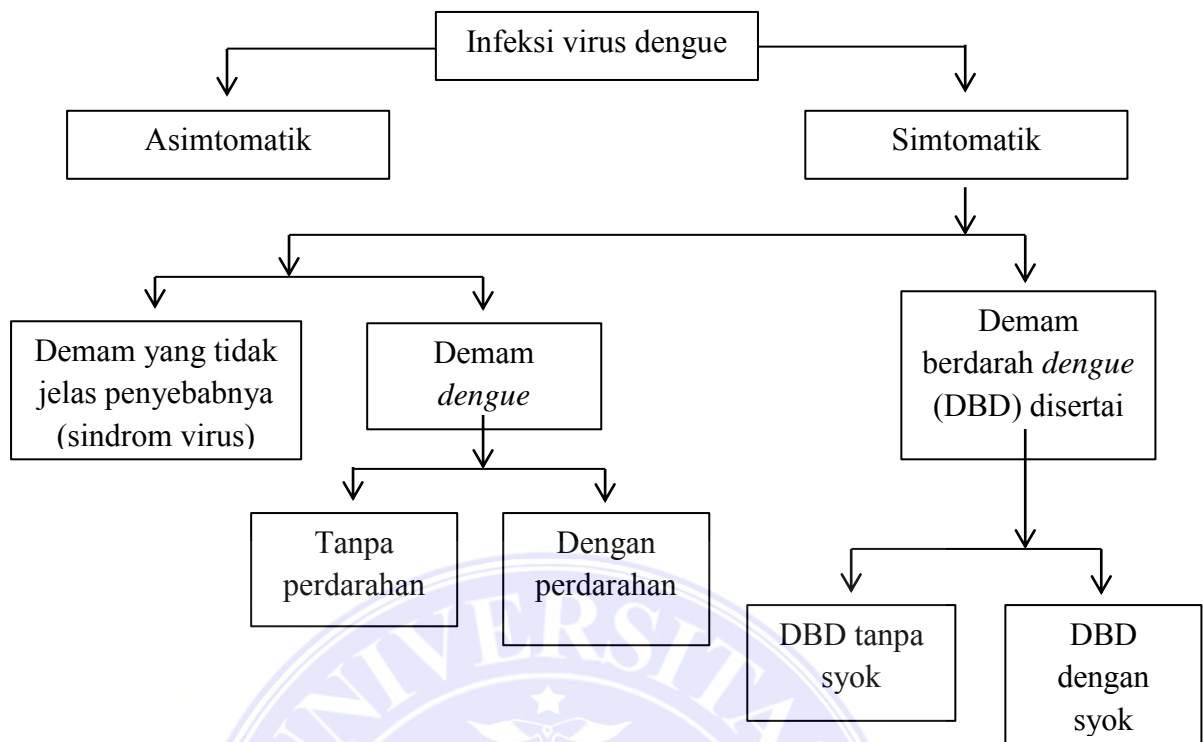 Infeksi virus dengue
Asimtomatik
Simtomatik
Demam yang tidak
jelas penyebabnya
(sindrom virus)
Demam
dengue
Demam
berdarah dengue
(DBD) disertai
Tanpa
perdarahan
Dengan
perdarahan
DBD tanpa
syok
DBD
dengan
syok
UNIVERSITA